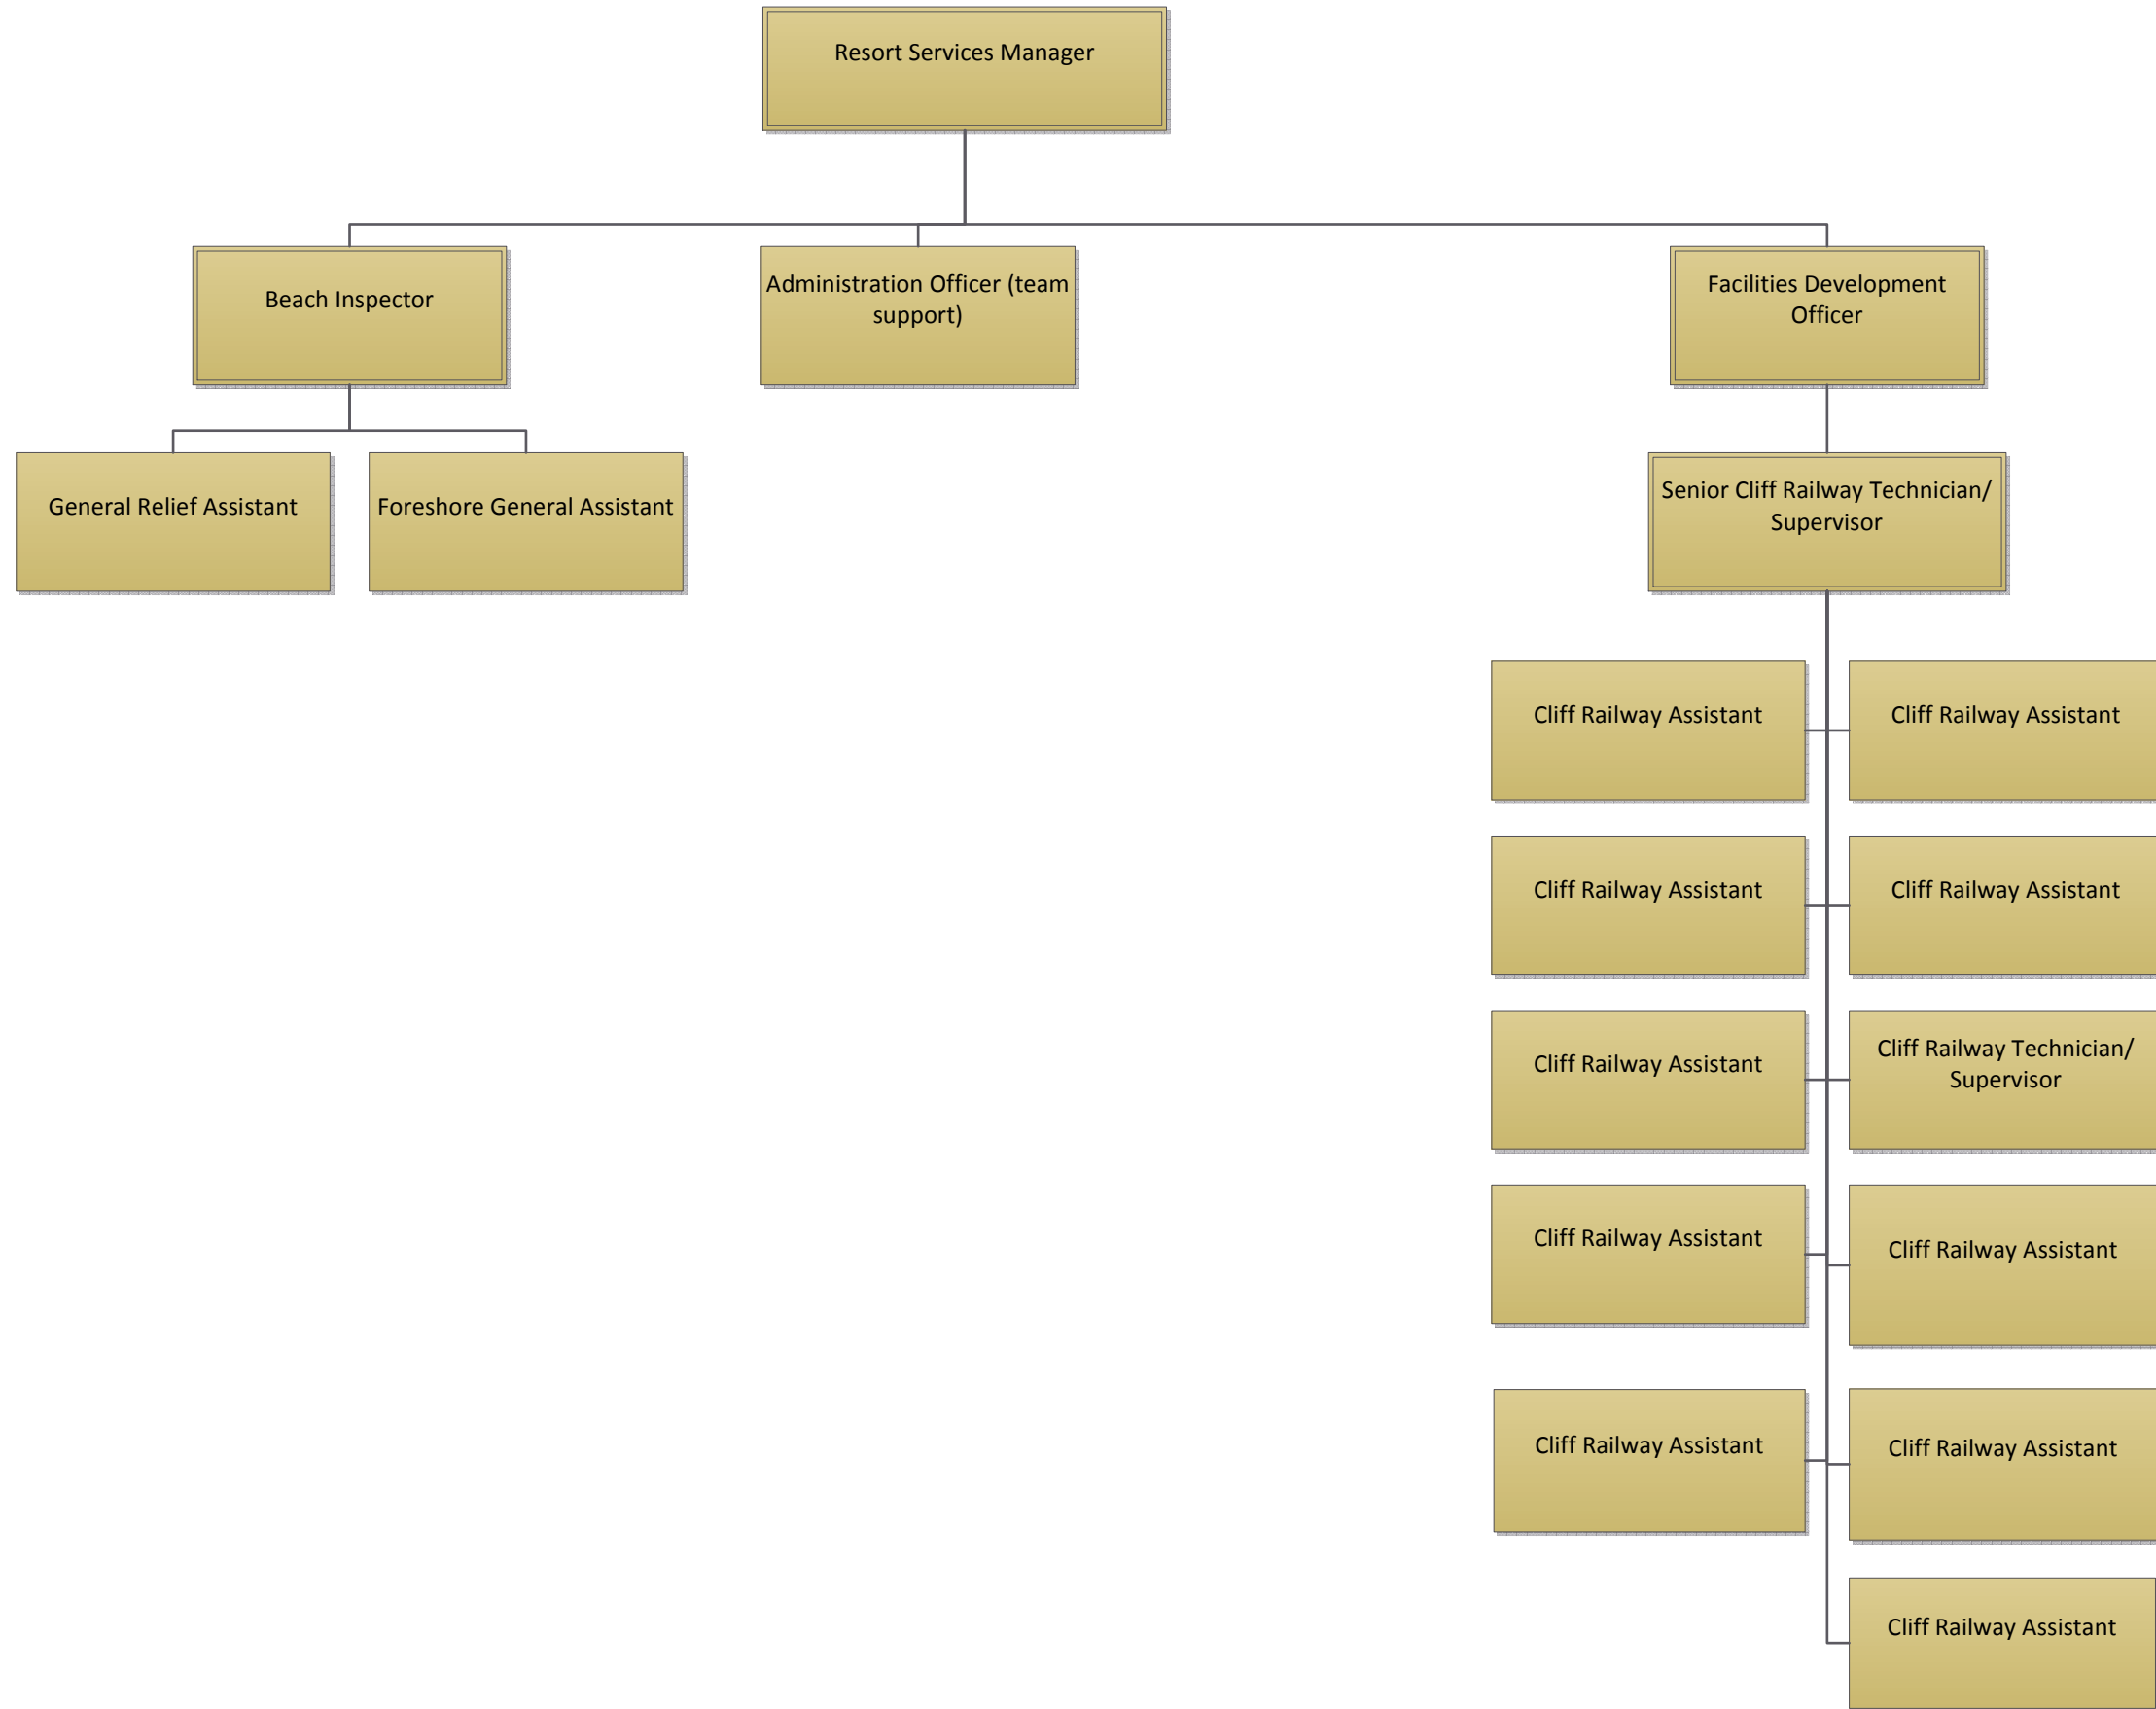 Resort Services Manager
Beach Inspector
Administration Officer (team
support)
Facilities Development
Officer
General Relief Assistant
Foreshore General Assistant
Senior Cliff Railway Technician/
Supervisor
Cliff Railway Assistant
Cliff Railway Assistant
Cliff Railway Assistant
Cliff Railway Assistant
Cliff Railway Assistant
Cliff Railway Technician/
Supervisor
Cliff Railway Assistant
Cliff Railway Assistant
Cliff Railway Assistant
Cliff Railway Assistant
Cliff Railway Assistant